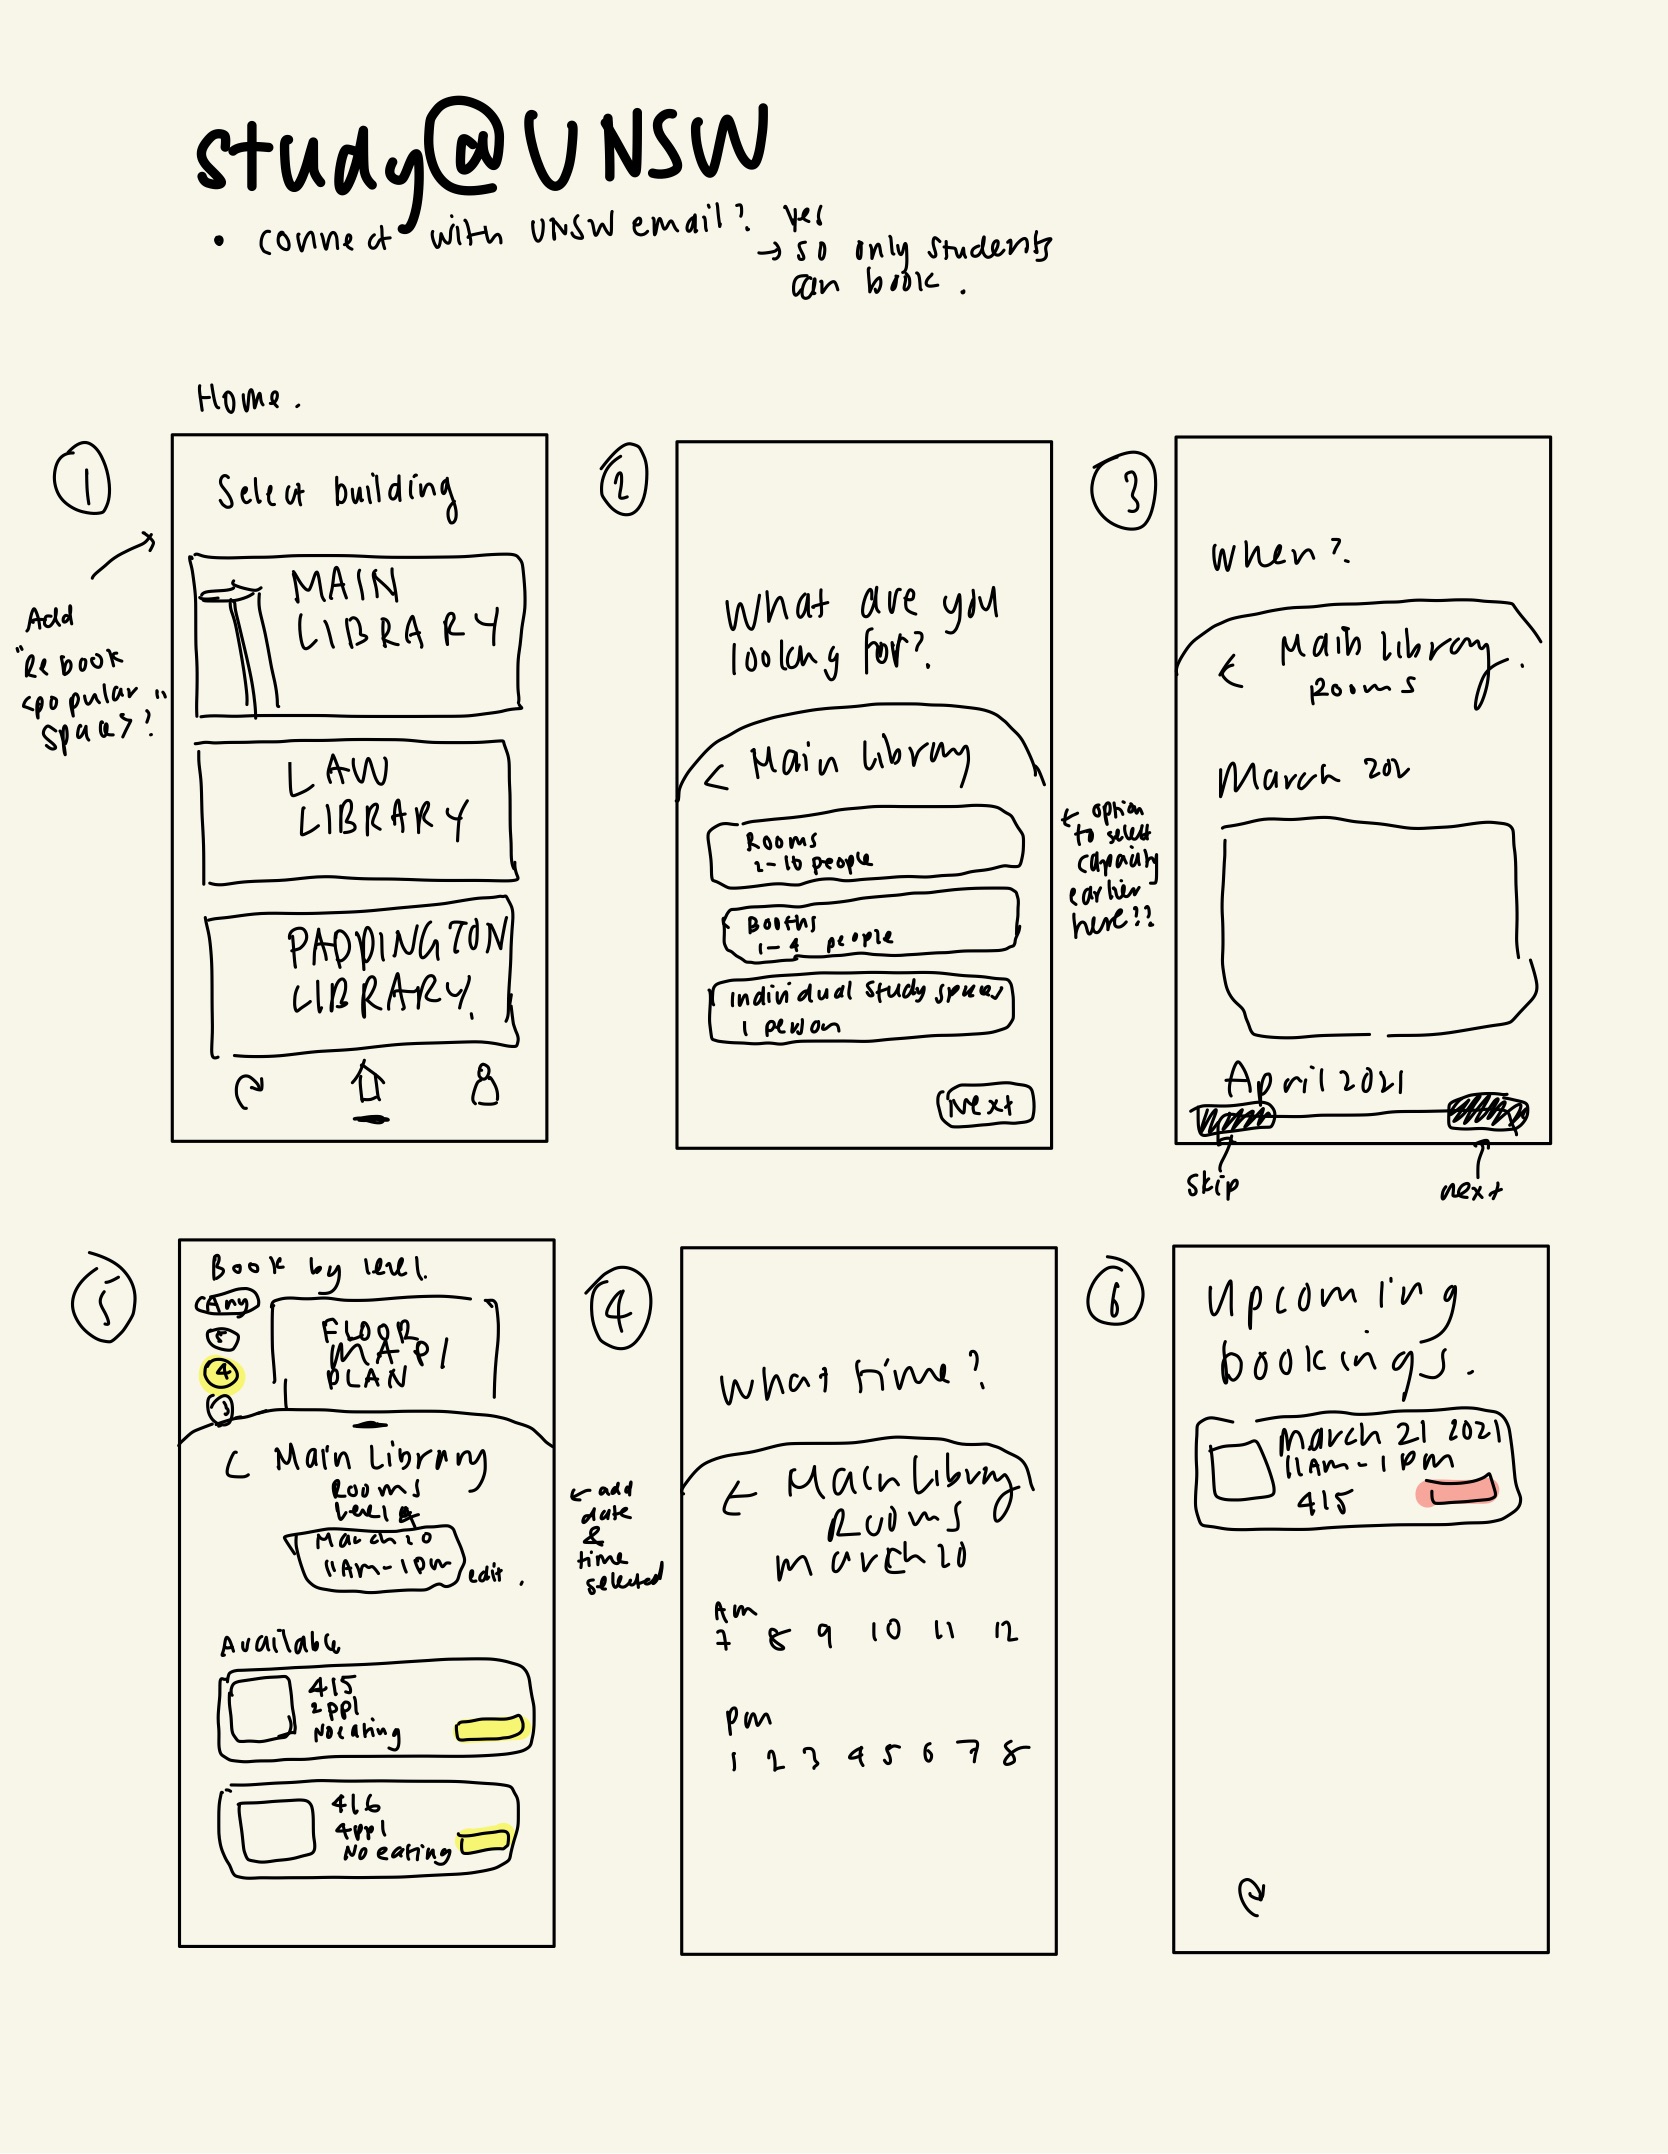 study@UNSW
• connect with UNSW email? yes
→ so only students
can book.
Home.
1
Select building
MAIN
LIBRARY
LAW
LIBRARY
PADDINGTON
LIBRARY.
Add
"Rebook
<popular
spaces>"?
2
What are you
looking for?
< Main Library
Rooms
2-10 people
Booths
1-4 people
Individual study spaces
1 person
Next
← option
to select
capacity
earlier
here??
3
When?
← Main Library.
Rooms
March 202
April 2021
skip
next
5
Book by level.
Any
5
4
3
FLOOR
MAP/
PLAN
< Main Library
Rooms
Level 4
March 20
11AM-1pm
edit.
Available
415
2ppl
No eating
416
4ppl
No eating
← add
date
&
time
selected
4
What time?
← Main Library
Rooms
march 20
Am
7 8 9 10 11 12
pm
1 2 3 4 5 6 7 8
6
Upcoming
bookings.
March 21 2021
11AM-1pm
415